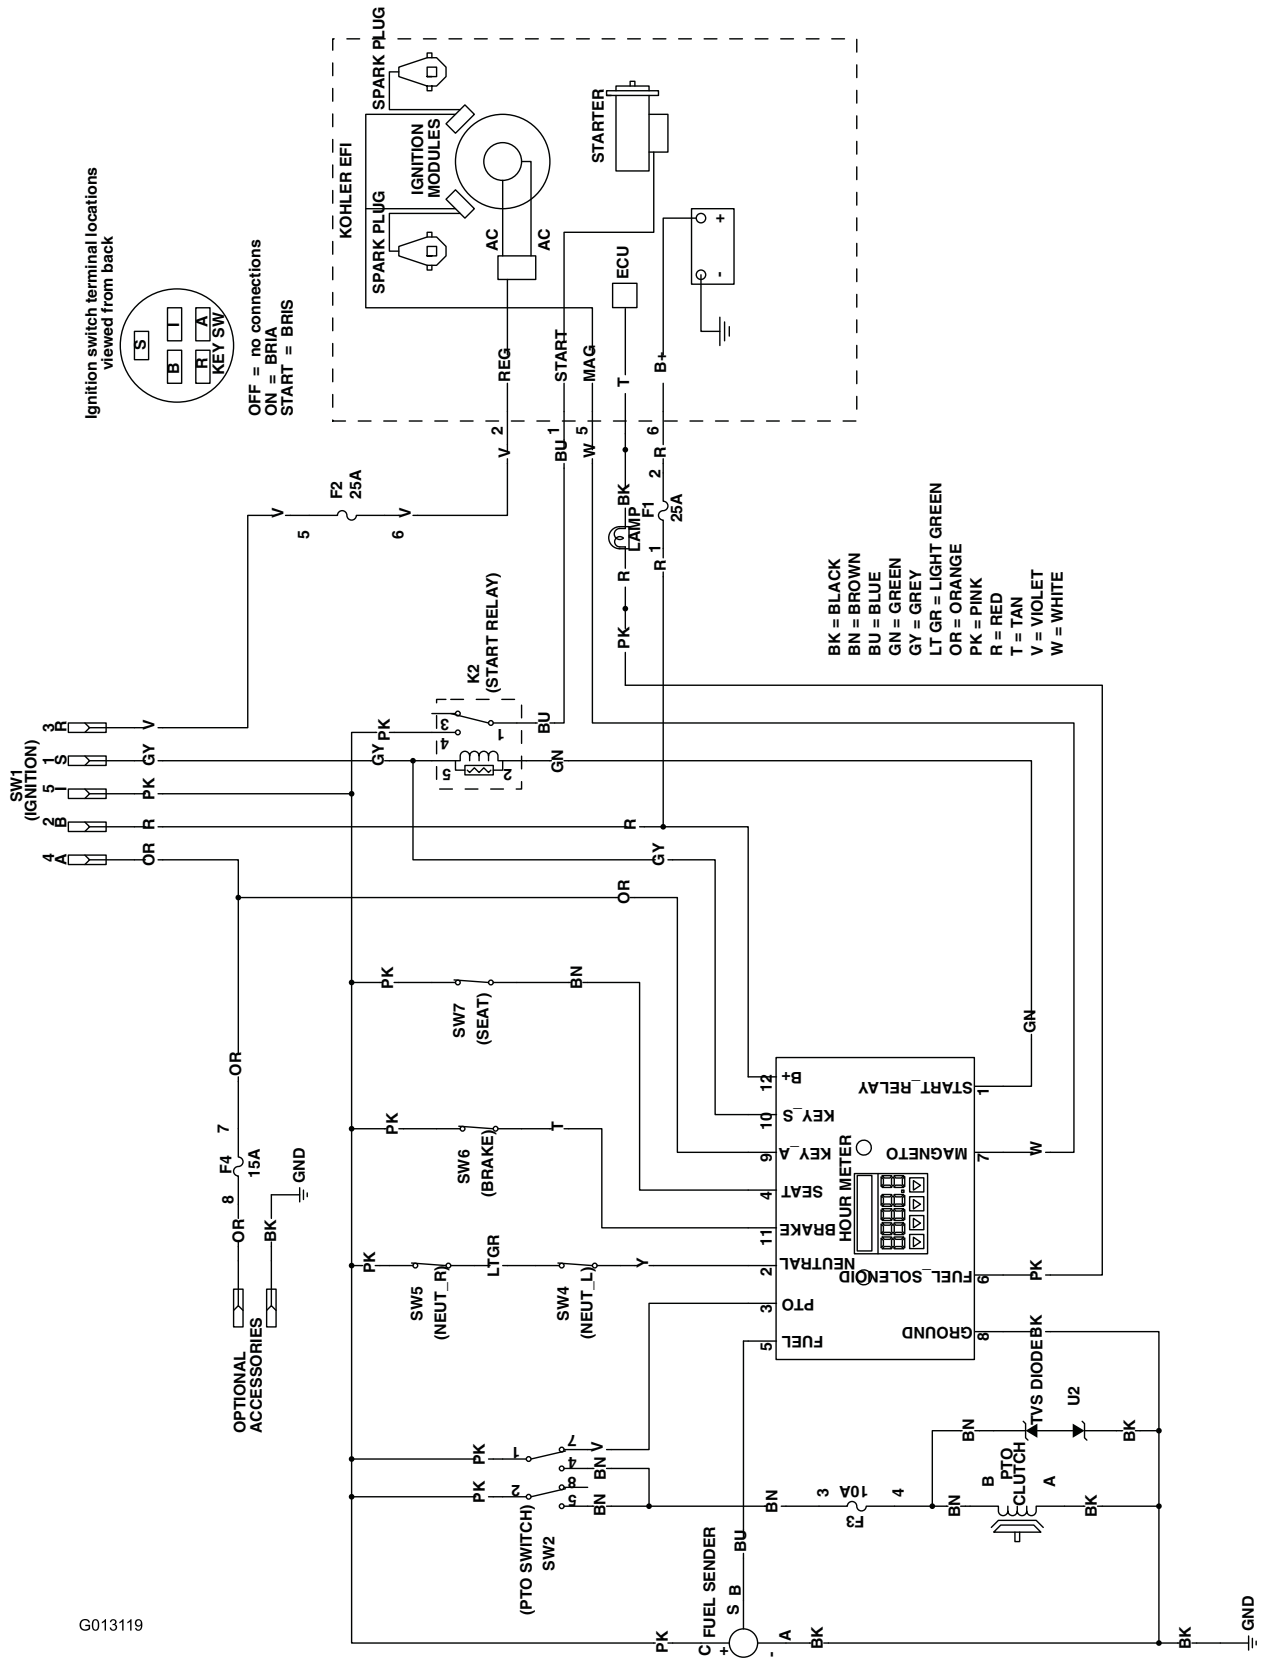 Ignition switch terminal locations
viewed from back
S
B
I
R
A
KEY SW
OFF = no connections
ON = BRIA
START = BRIS
KOHLER EFI
SPARK PLUG
SPARK PLUG
IGNITION
MODULES
STARTER
AC
AC
ECU
+
-
REG
START
MAG
T
B+
2
1
5
6
V
BU
W
R
2
F2
25A
V
5
V
6
BK
LAMP
F1
25A
R
R
1
PK
SW1
(IGNITION)
3
R
1
S
5
I
2
B
4
A
V
GY
PK
R
OR
K2
(START RELAY)
PK
GY
3
4
1
5
2
BU
GN
R
GY
OR
BK = BLACK
BN = BROWN
BU = BLUE
GN = GREEN
GY = GREY
LT GR = LIGHT GREEN
OR = ORANGE
PK = PINK
R = RED
T = TAN
V = VIOLET
W = WHITE
PK
SW7
(SEAT)
BN
PK
SW6
(BRAKE)
T
PK
SW5
(NEUT_R)
LTGR
SW4
(NEUT_L)
Y
OR
7
F4
15A
8
OR
BK
GND
OPTIONAL
ACCESSORIES
12
B+
10
KEY_S
9
KEY_A
4
SEAT
11
BRAKE
2
NEUTRAL
3
PTO
5
FUEL
HOUR METER
START_RELAY
1
MAGNETO
7
FUEL_SOLENOID
6
GROUND
8
GN
W
PK
BK
PK
1
7
V
4
BN
PK
2
8
5
BN
(PTO SWITCH)
SW2
BN
3
10A
F3
4
BN
BN
B
PTO
CLUTCH
A
BK
TVS DIODE
U2
BK
FUEL SENDER
BU
S
B
PK
C
+
-
A
BK
BK
GND
G013119